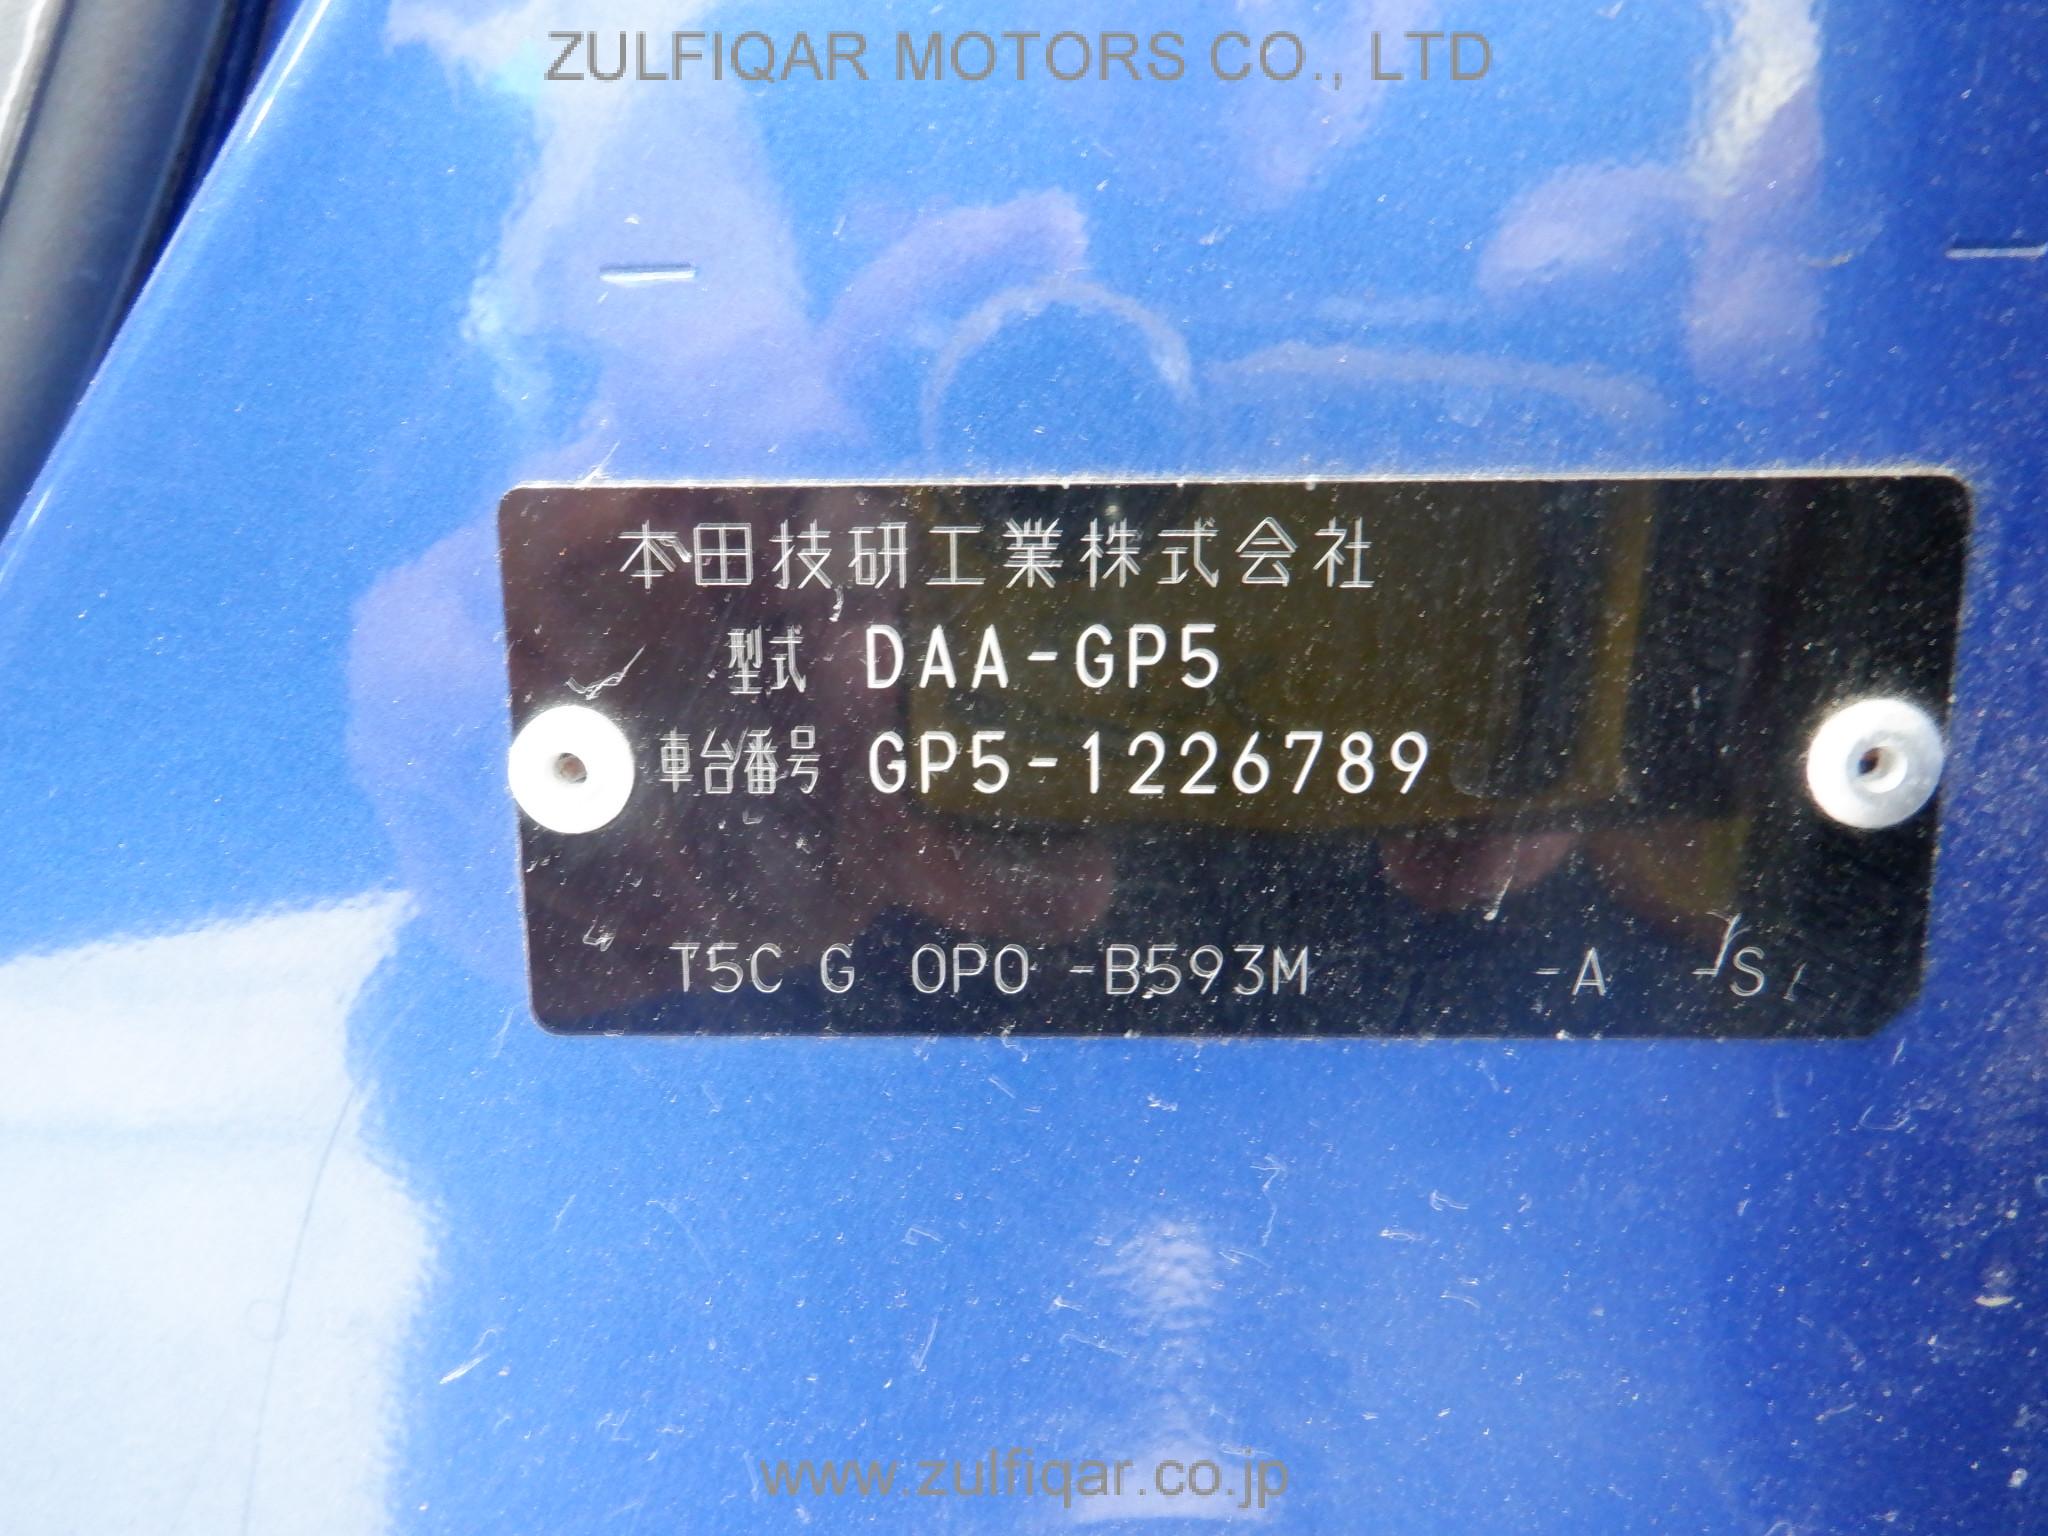 ZULFIQAR MOTORS CO., LTD
本田技研工業株式会社
型式 DAA-GP5
車台番号 GP5-1226789
T5C G 0P0 -B593M -A -S
www.zulfiqar.co.jp